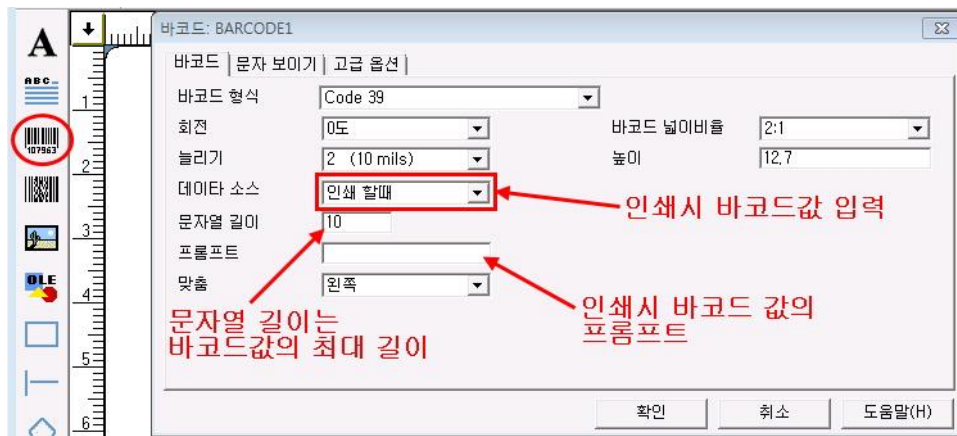 바코드: BARCODE1
바코드 문자 보이기 고급 옵션
바코드 형식 Code 39
회전 0도 바코드 넓이비율 2:1
늘리기 2 (10 mils) 높이 12,7
데이타 소스 인쇄 할때
인쇄시 바코드값 입력
문자열 길이 10
프롬프트
맞춤 왼쪽
인쇄시 바코드 값의
프롬프트
문자열 길이는
바코드값의 최대 길이
확인 취소 도움말(H)
A
ABC
107963
OLE
1
2
3
4
5
6